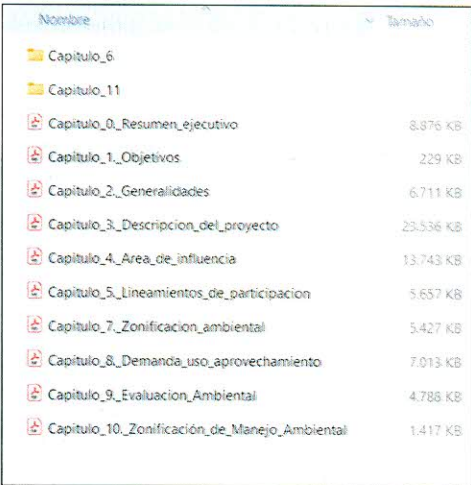 Nombre Tamaño
Capitulo_6
Capitulo_11
Capitulo_0._Resumen_ejecutivo 8.876 KB
Capitulo_1._Objetivos 229 KB
Capitulo_2._Generalidades 6.711 KB
Capitulo_3._Descripcion_del_proyecto 23.536 KB
Capitulo_4._Area_de_influencia 13.743 KB
Capitulo_5._Lineamientos_de_participacion 5.657 KB
Capitulo_7._Zonificacion_ambiental 5.427 KB
Capitulo_8._Demanda_uso_aprovechamiento 7.013 KB
Capitulo_9._Evaluacion_Ambiental 4.788 KB
Capitulo_10._Zonificación_de_Manejo_Ambiental 1.417 KB